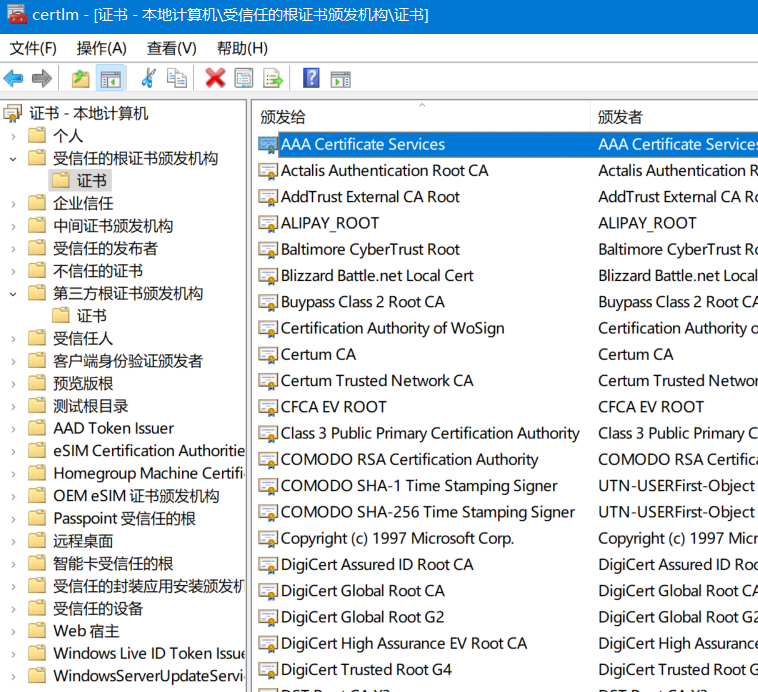 certlm - [证书 - 本地计算机\受信任的根证书颁发机构\证书]
文件(F) 操作(A) 查看(V) 帮助(H)
证书 - 本地计算机
个人
受信任的根证书颁发机构
证书
企业信任
中间证书颁发机构
受信任的发布者
不信任的证书
第三方根证书颁发机构
证书
受信任人
客户端身份验证颁发者
预览版根
测试根目录
AAD Token Issuer
eSIM Certification Authoritie
Homegroup Machine Certifi
OEM eSIM 证书颁发机构
Passpoint 受信任的根
远程桌面
智能卡受信任的根
受信任的封装应用安装颁发机
受信任的设备
Web 宿主
Windows Live ID Token Issue
WindowsServerUpdateServi
颁发给 颁发者
AAA Certificate Services AAA Certificate Services
Actalis Authentication Root CA Actalis Authentication R
AddTrust External CA Root AddTrust External CA Ro
ALIPAY_ROOT ALIPAY_ROOT
Baltimore CyberTrust Root Baltimore CyberTrust Ro
Blizzard Battle.net Local Cert Blizzard Battle.net Local
Buypass Class 2 Root CA Buypass Class 2 Root CA
Certification Authority of WoSign Certification Authority o
Certum CA Certum CA
Certum Trusted Network CA Certum Trusted Networ
CFCA EV ROOT CFCA EV ROOT
Class 3 Public Primary Certification Authority Class 3 Public Primary C
COMODO RSA Certification Authority COMODO RSA Certifica
COMODO SHA-1 Time Stamping Signer UTN-USERFirst-Object
COMODO SHA-256 Time Stamping Signer UTN-USERFirst-Object
Copyright (c) 1997 Microsoft Corp. Copyright (c) 1997 Micr
DigiCert Assured ID Root CA DigiCert Assured ID Roo
DigiCert Global Root CA DigiCert Global Root CA
DigiCert Global Root G2 DigiCert Global Root G2
DigiCert High Assurance EV Root CA DigiCert High Assurance
DigiCert Trusted Root G4 DigiCert Trusted Root G